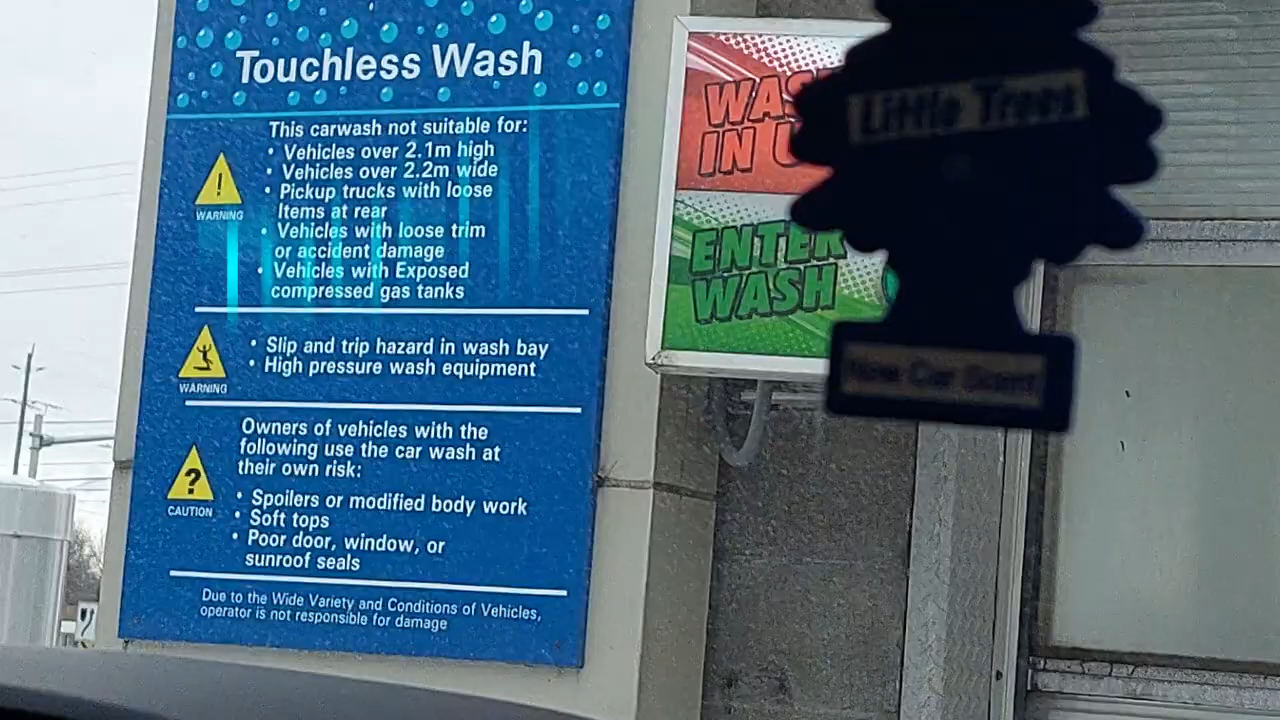 Touchless Wash
This carwash not suitable for:
• Vehicles over 2.1m high
• Vehicles over 2.2m wide
• Pickup trucks with loose
Items at rear
• Vehicles with loose trim
or accident damage
• Vehicles with Exposed
compressed gas tanks
WARNING
• Slip and trip hazard in wash bay
• High pressure wash equipment
WARNING
Owners of vehicles with the
following use the car wash at
their own risk:
• Spoilers or modified body work
• Soft tops
• Poor door, window, or
sunroof seals
CAUTION
Due to the Wide Variety and Conditions of Vehicles,
operator is not responsible for damage
IN
ENTER
WASH
Little Trees
New Car Scent